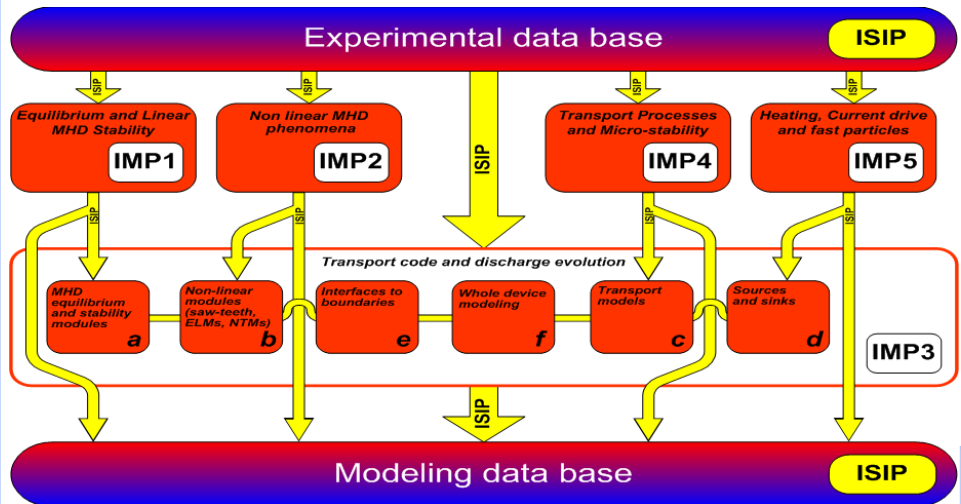 Experimental data base
ISIP
ISIP
ISIP
ISIP
ISIP
ISIP
Equilibrium and Linear
MHD Stability
IMP1
Non linear MHD
phenomena
IMP2
Transport Processes
and Micro-stability
IMP4
Heating, Current drive
and fast particles
IMP5
ISIP
ISIP
ISIP
ISIP
Transport code and discharge evolution
MHD
equilibrium
and stability
modules
a
Non-linear
modules
(saw-teeth,
ELMs, NTMs)
b
Interfaces to
boundaries
e
Whole device
modeling
f
Transport
models
c
Sources
and sinks
d
IMP3
ISIP
Modeling data base
ISIP